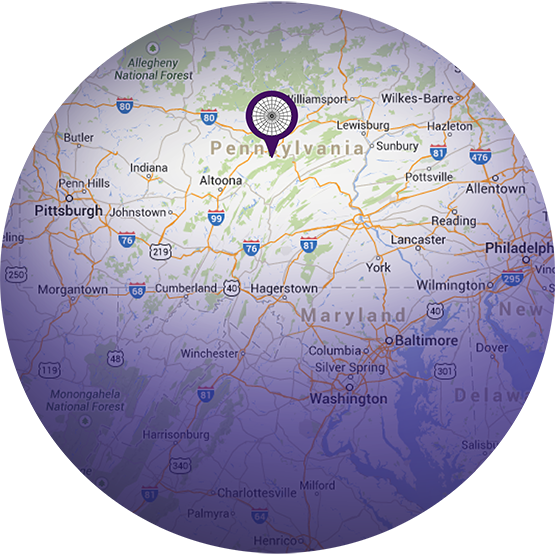 Allegheny
National Forest
Williamsport
Wilkes-Barre
80
80
Lewisburg
Hazleton
Butler
Pennsylvania
Sunbury
81
476
Indiana
Penn Hills
Altoona
Pottsville
Allentown
Pittsburgh
Johnstown
99
Reading
eling
76
219
76
81
Lancaster
Philadelph
250
York
Vinc
Morgantown
68
Cumberland
40
Hagerstown
Wilmington
295
Maryland
40
New
48
Winchester
Columbia
Baltimore
Dover
119
Silver Spring
301
Monongahela
National Forest
81
Washington
Delaw
Harrisonburg
Salisbu
340
81
Charlottesville
Milford
Palmyra
64
Henrico